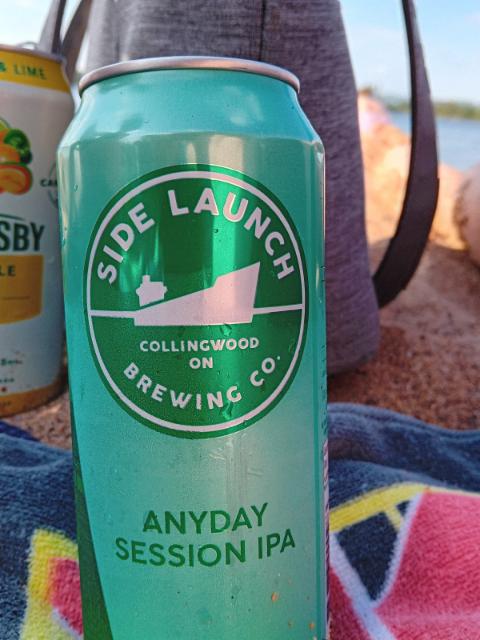 SIDE LAUNCH
COLLINGWOOD
ON
BREWING CO.
ANYDAY
SESSION IPA
& LIME
SBY
LE